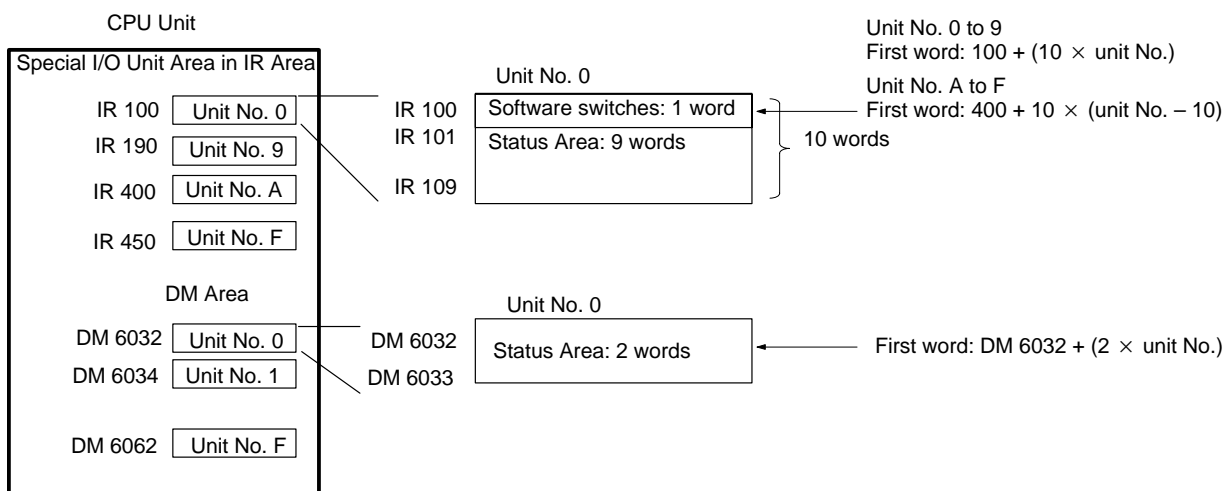 CPU Unit
Special I/O Unit Area in IR Area
IR 100 Unit No. 0
IR 190 Unit No. 9
IR 400 Unit No. A
IR 450 Unit No. F
DM Area
DM 6032 Unit No. 0
DM 6034 Unit No. 1
DM 6062 Unit No. F
Unit No. 0
IR 100 Software switches: 1 word
IR 101 Status Area: 9 words
IR 109
10 words
Unit No. 0 to 9
First word: 100 + (10 × unit No.)
Unit No. A to F
First word: 400 + 10 × (unit No. – 10)
Unit No. 0
DM 6032
Status Area: 2 words
DM 6033
First word: DM 6032 + (2 × unit No.)